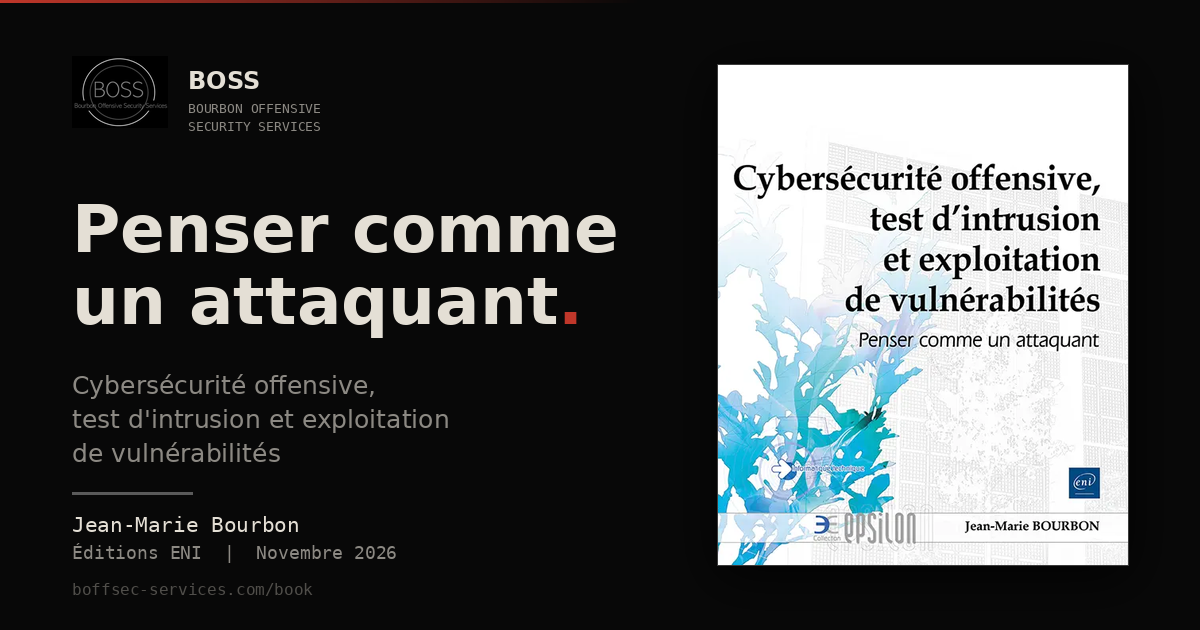 BOSS
Bourbon Offensive Security Services
BOSS
BOURBON OFFENSIVE
SECURITY SERVICES
Penser comme
un attaquant.
Cybersécurité offensive,
test d'intrusion et exploitation
de vulnérabilités
Jean-Marie Bourbon
Éditions ENI | Novembre 2026
boffsec-services.com/book
Cybersécurité offensive,
test d’intrusion
et exploitation
de vulnérabilités
Penser comme un attaquant
informatique technique
eni
Collection
epsilon
Jean-Marie BOURBON